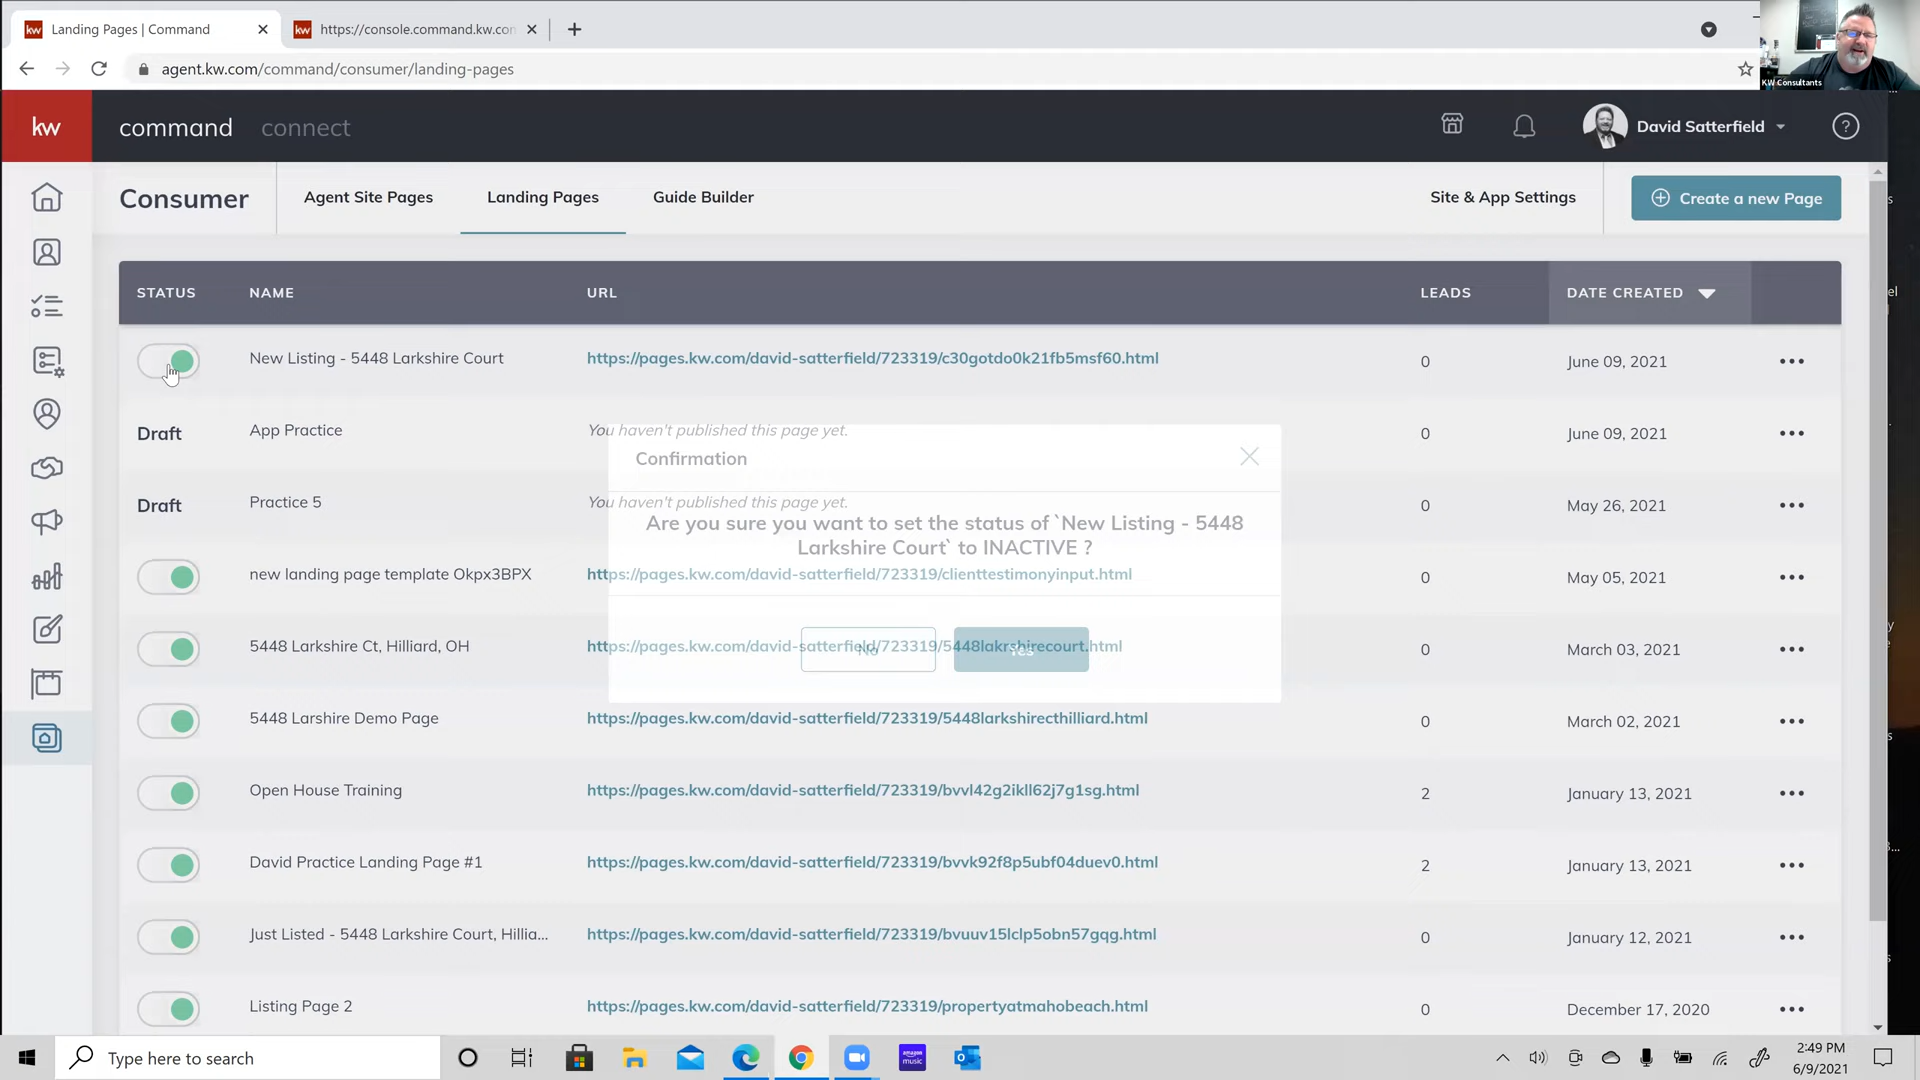 kw Landing Pages | Command
kw https://console.command.kw.con
agent.kw.com/command/consumer/landing-pages
KW Consultants
kw command connect David Satterfield ?
Consumer Agent Site Pages Landing Pages Guide Builder Site & App Settings Create a new Page
STATUS NAME URL LEADS DATE CREATED
New Listing - 5448 Larkshire Court https://pages.kw.com/david-satterfield/723319/c30gotdo0k21fb5msf60.html 0 June 09, 2021
Draft App Practice You haven't published this page yet. 0 June 09, 2021
Confirmation
Draft Practice 5 You haven't published this page yet. 0 May 26, 2021
Are you sure you want to set the status of `New Listing - 5448
Larkshire Court` to INACTIVE ?
new landing page template Okpx3BPX https://pages.kw.com/david-satterfield/723319/clienttestimonyinput.html 0 May 05, 2021
5448 Larkshire Ct, Hilliard, OH https://pages.kw.com/david-satterfield/723319/5448lakrshirecourt.html 0 March 03, 2021
No Yes
5448 Larshire Demo Page https://pages.kw.com/david-satterfield/723319/5448larkshirecthilliard.html 0 March 02, 2021
Open House Training https://pages.kw.com/david-satterfield/723319/bvvl42g2ikll62j7g1sg.html 2 January 13, 2021
David Practice Landing Page #1 https://pages.kw.com/david-satterfield/723319/bvvk92f8p5ubf04duev0.html 2 January 13, 2021
Just Listed - 5448 Larkshire Court, Hillia... https://pages.kw.com/david-satterfield/723319/bvuuv15lclp5obn57gqg.html 0 January 12, 2021
Listing Page 2 https://pages.kw.com/david-satterfield/723319/propertyatmahobeach.html 0 December 17, 2020
Type here to search
amazon music
2:49 PM
6/9/2021